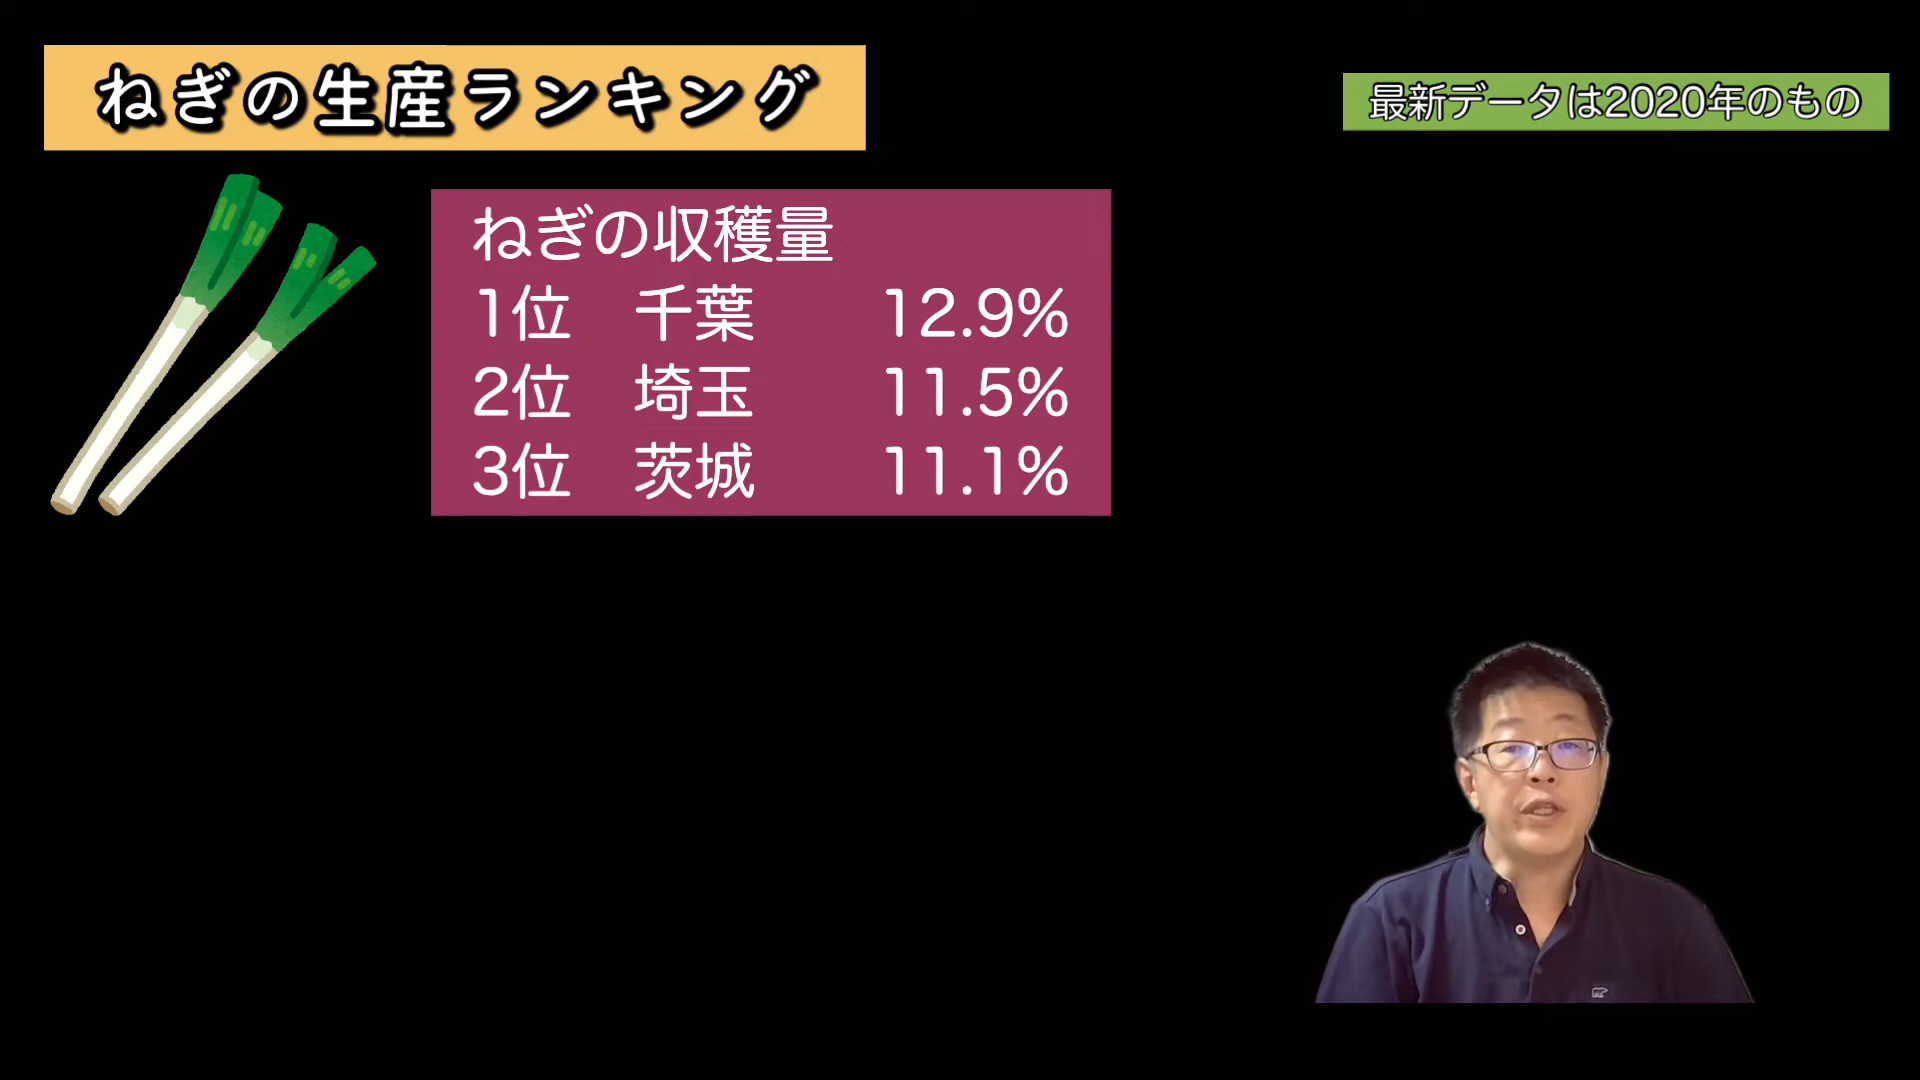 ねぎの生産ランキング
最新データは2020年のもの
ねぎの収穫量
1位 千葉 12.9%
2位 埼玉 11.5%
3位 茨城 11.1%